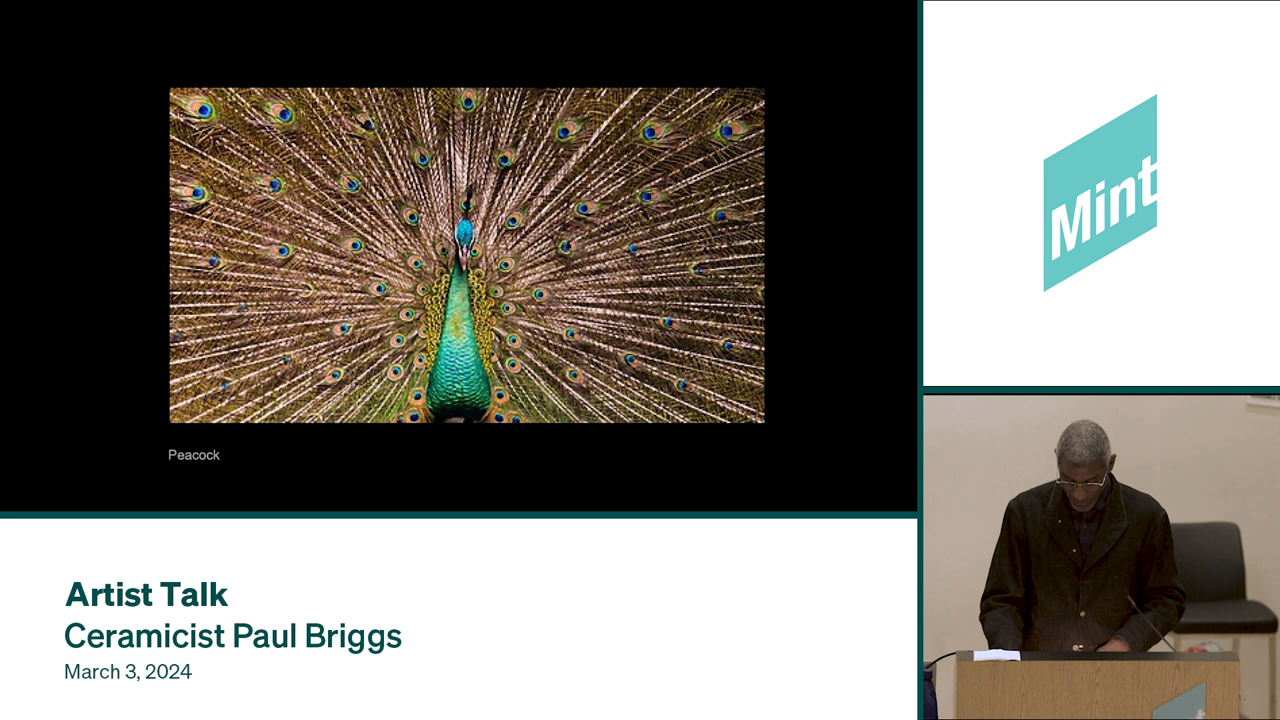 Peacock
Mint
Artist Talk
Ceramicist Paul Briggs
March 3, 2024